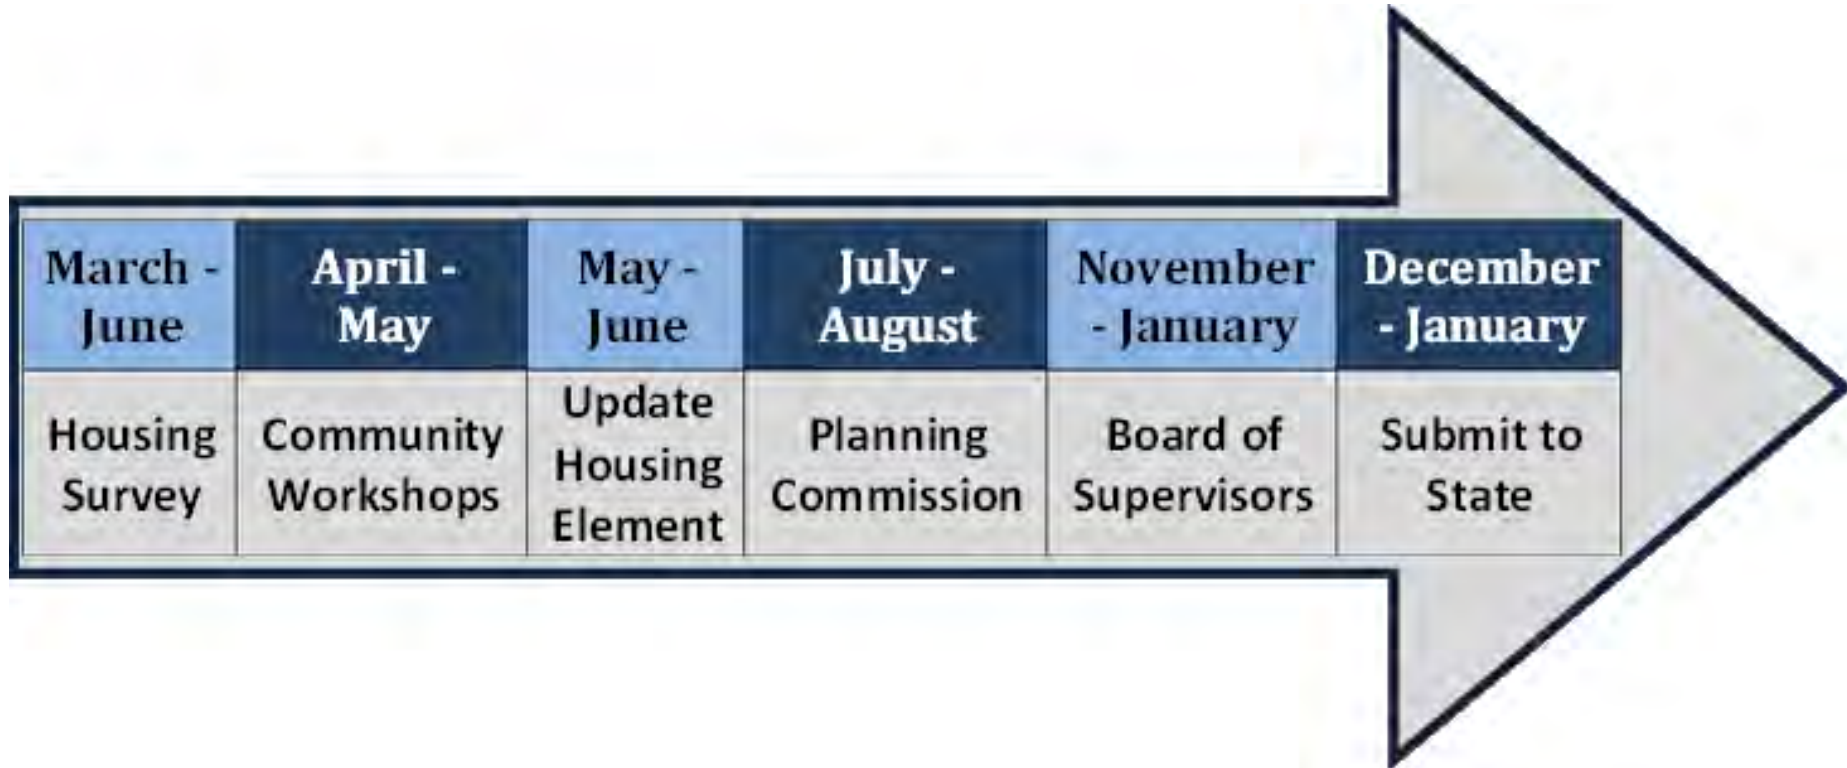 March -
June
April -
May
May -
June
July -
August
November
- January
December
- January
Housing
Survey
Community
Workshops
Update
Housing
Element
Planning
Commission
Board of
Supervisors
Submit to
State